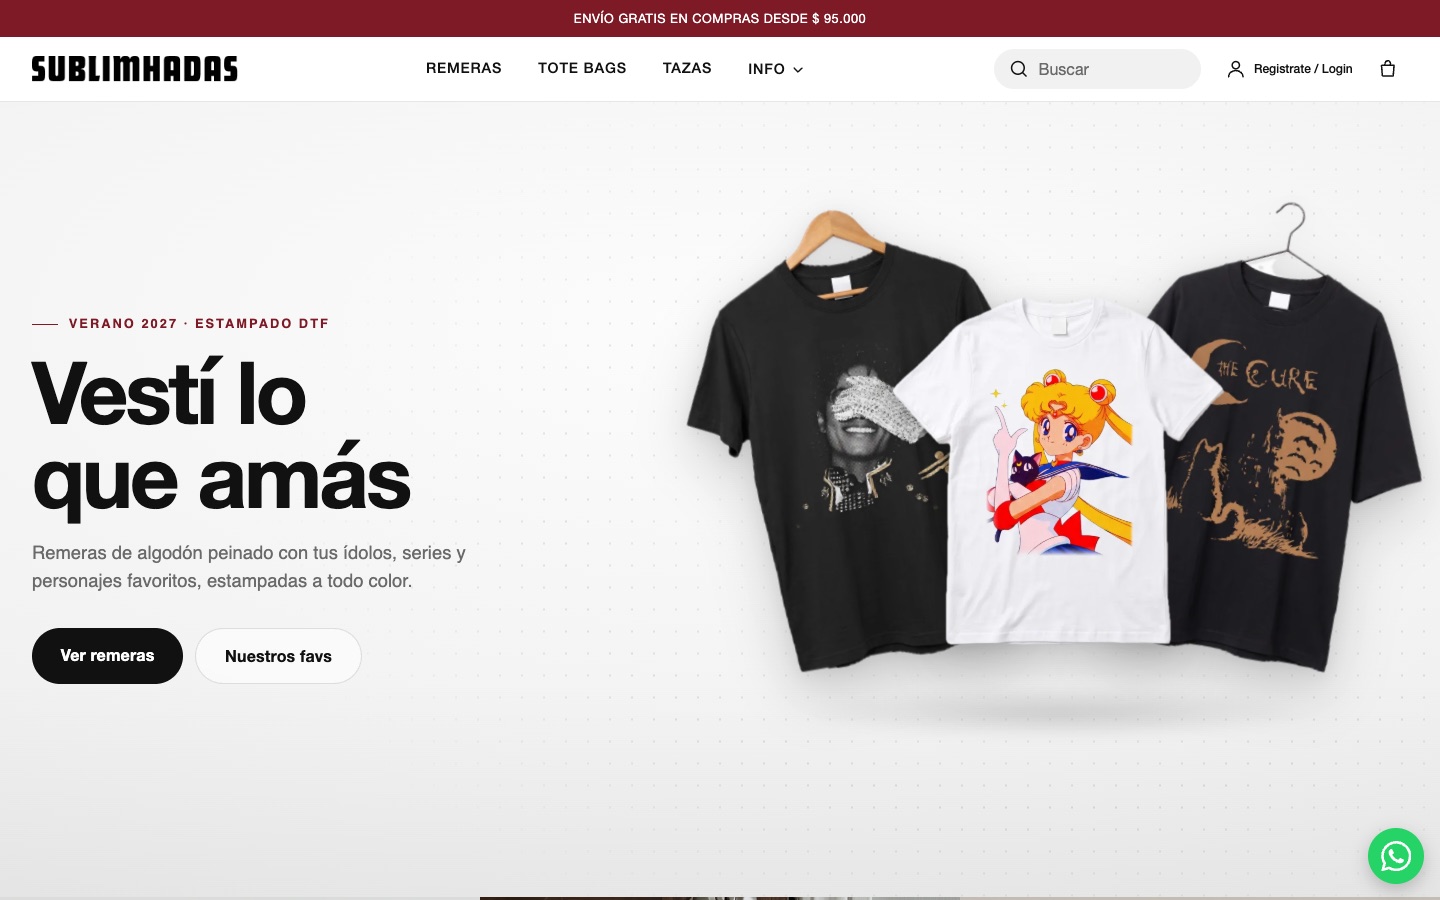 ENVÍO GRATIS EN COMPRAS DESDE $ 95.000
SUBLIMHADAS
REMERAS
TOTE BAGS
TAZAS
INFO
Buscar
Registrate / Login
VERANO 2027 · ESTAMPADO DTF
Vestí lo
que amás
Remeras de algodón peinado con tus ídolos, series y
personajes favoritos, estampadas a todo color.
Ver remeras
Nuestros favs
THE CURE